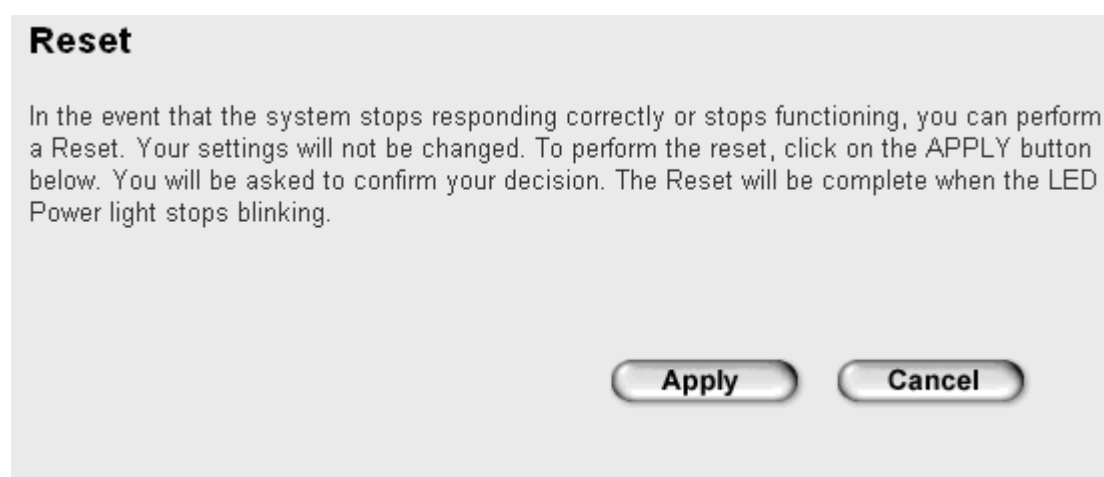 Reset
In the event that the system stops responding correctly or stops functioning, you can perform
a Reset. Your settings will not be changed. To perform the reset, click on the APPLY button
below. You will be asked to confirm your decision. The Reset will be complete when the LED
Power light stops blinking.
Apply Cancel